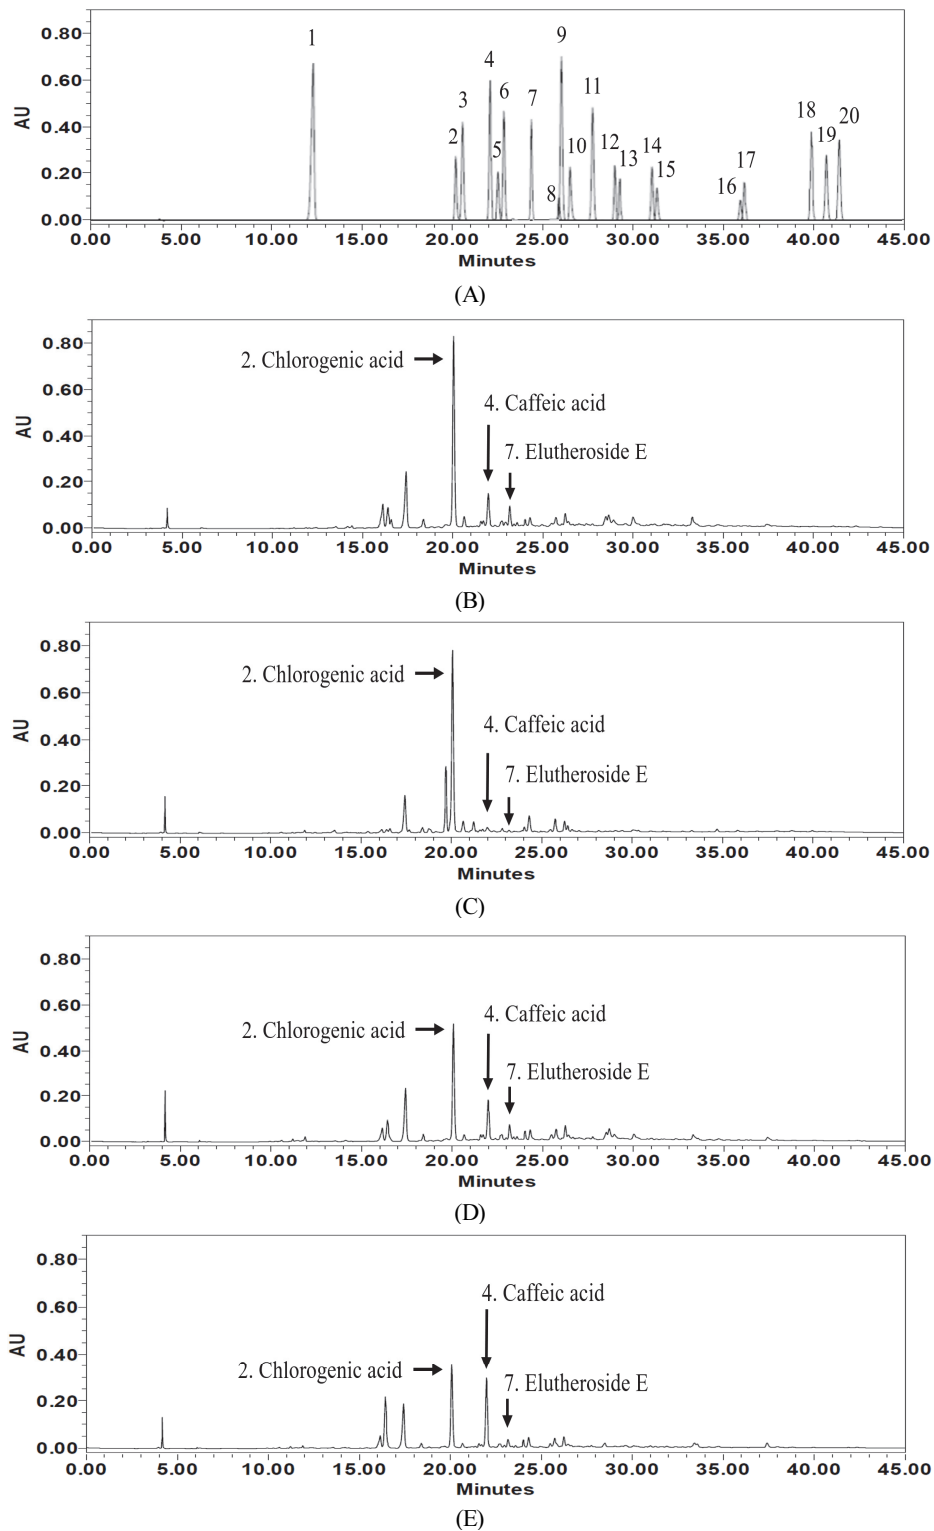 0.80
0.60
0.40
0.20
0.00
AU
1
2
3
4
5
6
7
8
9
10
11
12
13
14
15
16
17
18
19
20
0.00 5.00 10.00 15.00 20.00 25.00 30.00 35.00 40.00 45.00
Minutes
(A)
0.80
0.60
0.40
0.20
0.00
AU
2. Chlorogenic acid
4. Caffeic acid
7. Elutheroside E
0.00 5.00 10.00 15.00 20.00 25.00 30.00 35.00 40.00 45.00
Minutes
(B)
0.80
0.60
0.40
0.20
0.00
AU
2. Chlorogenic acid
4. Caffeic acid
7. Elutheroside E
0.00 5.00 10.00 15.00 20.00 25.00 30.00 35.00 40.00 45.00
Minutes
(C)
0.80
0.60
0.40
0.20
0.00
AU
2. Chlorogenic acid
4. Caffeic acid
7. Elutheroside E
0.00 5.00 10.00 15.00 20.00 25.00 30.00 35.00 40.00 45.00
Minutes
(D)
0.80
0.60
0.40
0.20
0.00
AU
2. Chlorogenic acid
4. Caffeic acid
7. Elutheroside E
0.00 5.00 10.00 15.00 20.00 25.00 30.00 35.00 40.00 45.00
Minutes
(E)